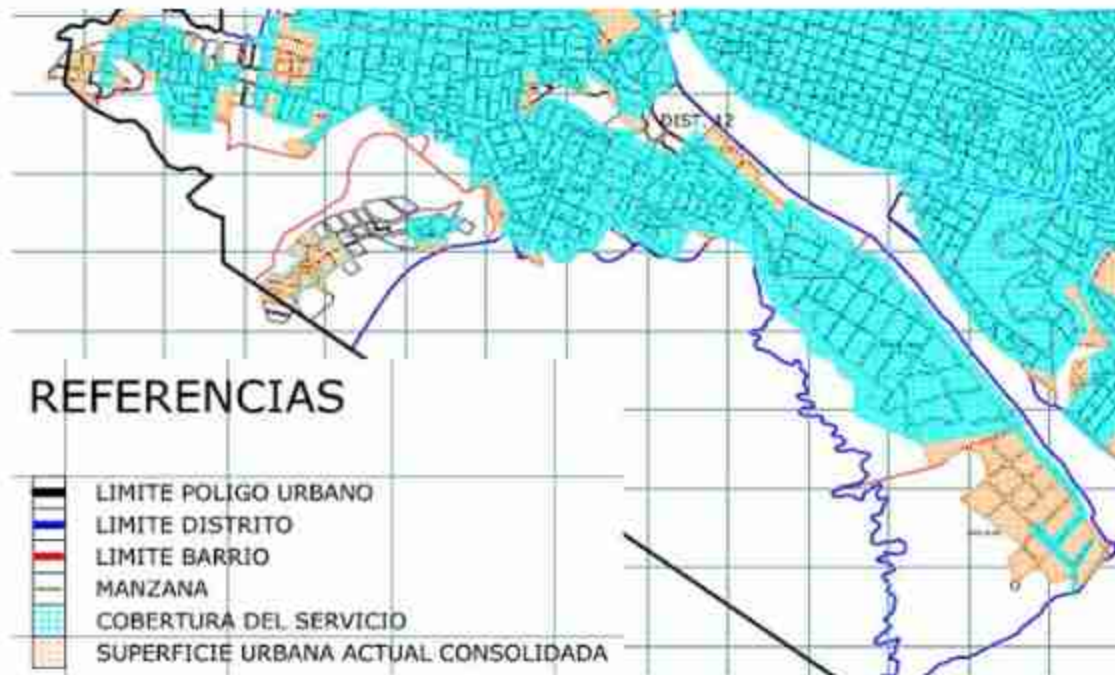 DIST. 12
REFERENCIAS
LIMITE POLIGO URBANO
LIMITE DISTRITO
LIMITE BARRIO
MANZANA
COBERTURA DEL SERVICIO
SUPERFICIE URBANA ACTUAL CONSOLIDADA